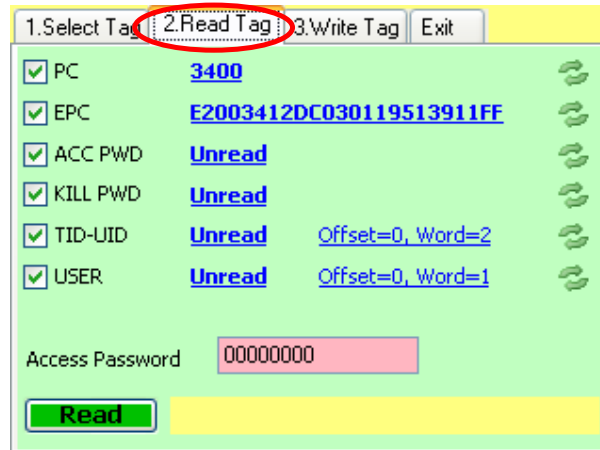 1.Select Tag 2.Read Tag 3.Write Tag Exit
PC 3400
EPC E2003412DC030119513911FF
ACC PWD Unread
KILL PWD Unread
TID-UID Unread Offset=0, Word=2
USER Unread Offset=0, Word=1
Access Password 00000000
Read